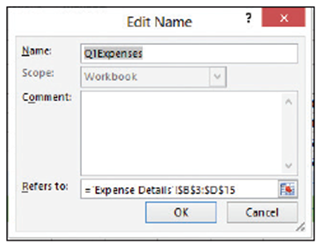 Edit Name
? ×
Name: Q1Expenses
Scope: Workbook
Comment:
Refers to: ='Expense Details'!$B$3:$D$15
OK Cancel